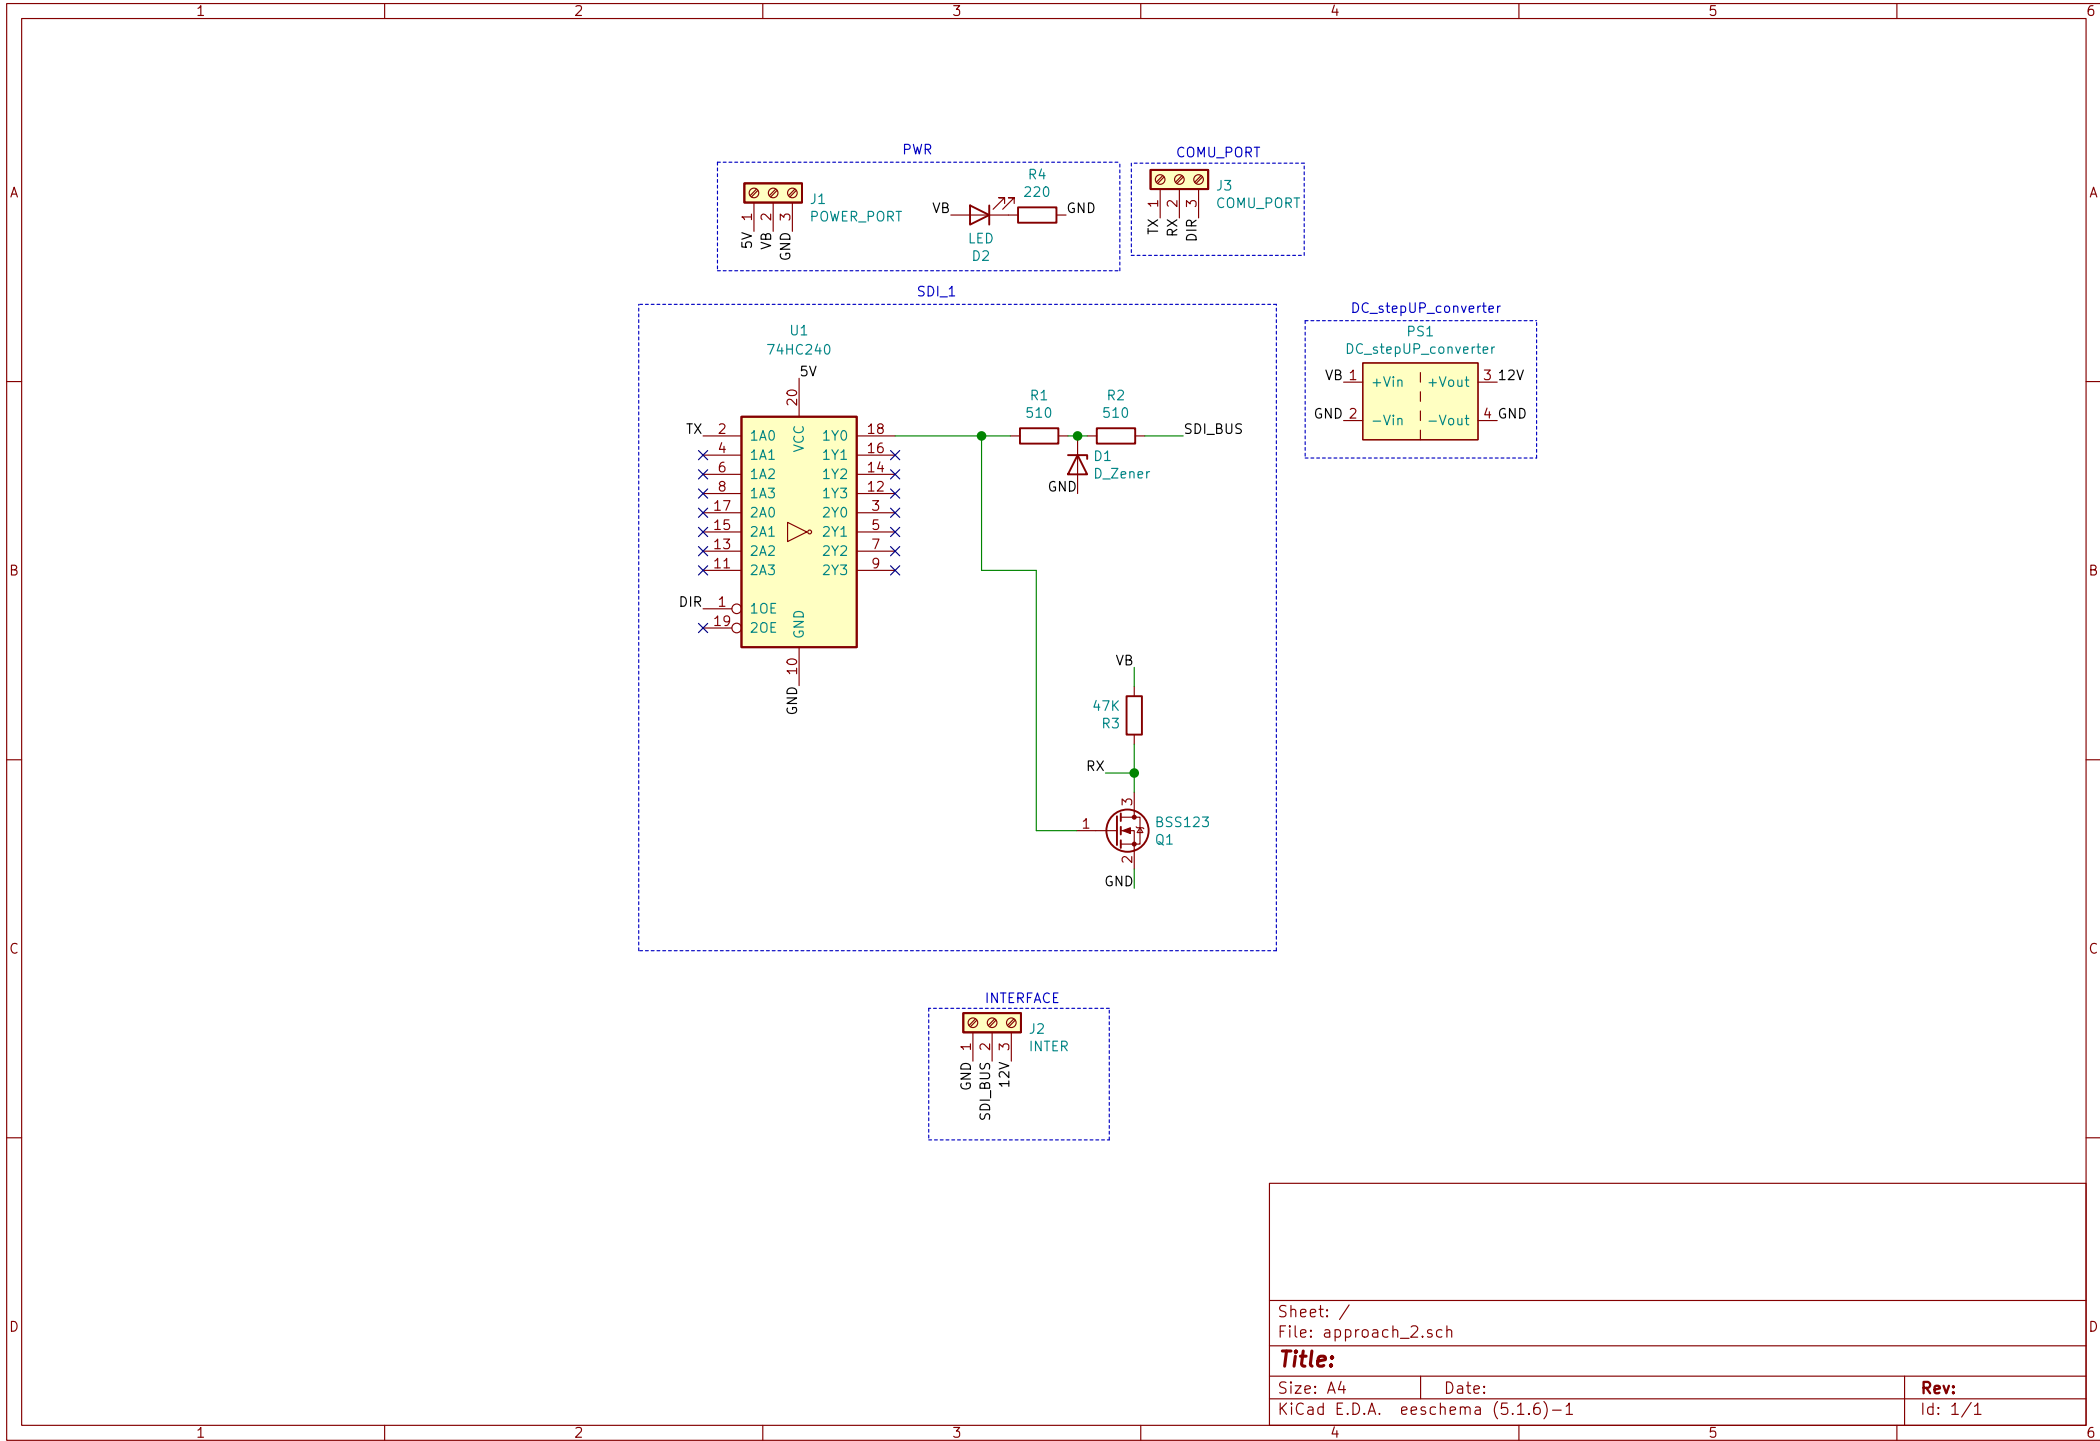 1 2 3 4 5 6
A A
B B
C C
D D
PWR
J1
POWER_PORT
1 2 3
5V VB GND
VB
LED
D2
R4
220
GND
COMU_PORT
J3
COMU_PORT
1 2 3
TX RX DIR
SDI_1
U1
74HC240
5V
20
VCC
TX 2 1A0 1Y0 18
4 1A1 1Y1 16
6 1A2 1Y2 14
8 1A3 1Y3 12
17 2A0 2Y0 3
15 2A1 2Y1 5
13 2A2 2Y2 7
11 2A3 2Y3 9
DIR 1 1OE
19 2OE
GND
10
GND
R1
510
R2
510
SDI_BUS
D1
D_Zener
GND
VB
47K
R3
RX
3
1
BSS123
Q1
2
GND
DC_stepUP_converter
PS1
DC_stepUP_converter
VB 1 +Vin +Vout 3 12V
GND 2 -Vin -Vout 4 GND
INTERFACE
J2
INTER
1 2 3
GND SDI_BUS 12V
Sheet: /
File: approach_2.sch
Title:
Size: A4 Date: Rev:
KiCad E.D.A. eeschema (5.1.6)-1 Id: 1/1
1 2 3 4 5 6